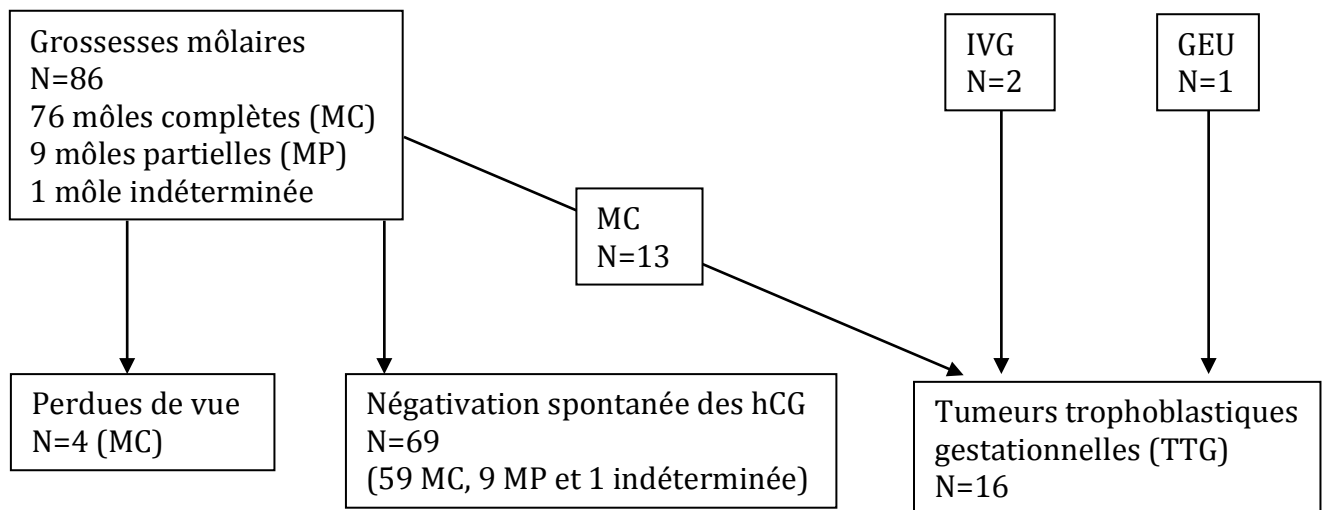 Grossesses môlaires
N=86
76 môles complètes (MC)
9 môles partielles (MP)
1 môle indéterminée
IVG
N=2
GEU
N=1
MC
N=13
Perdues de vue
N=4 (MC)
Négativation spontanée des hCG
N=69
(59 MC, 9 MP et 1 indéterminée)
Tumeurs trophoblastiques
gestationnelles (TTG)
N=16